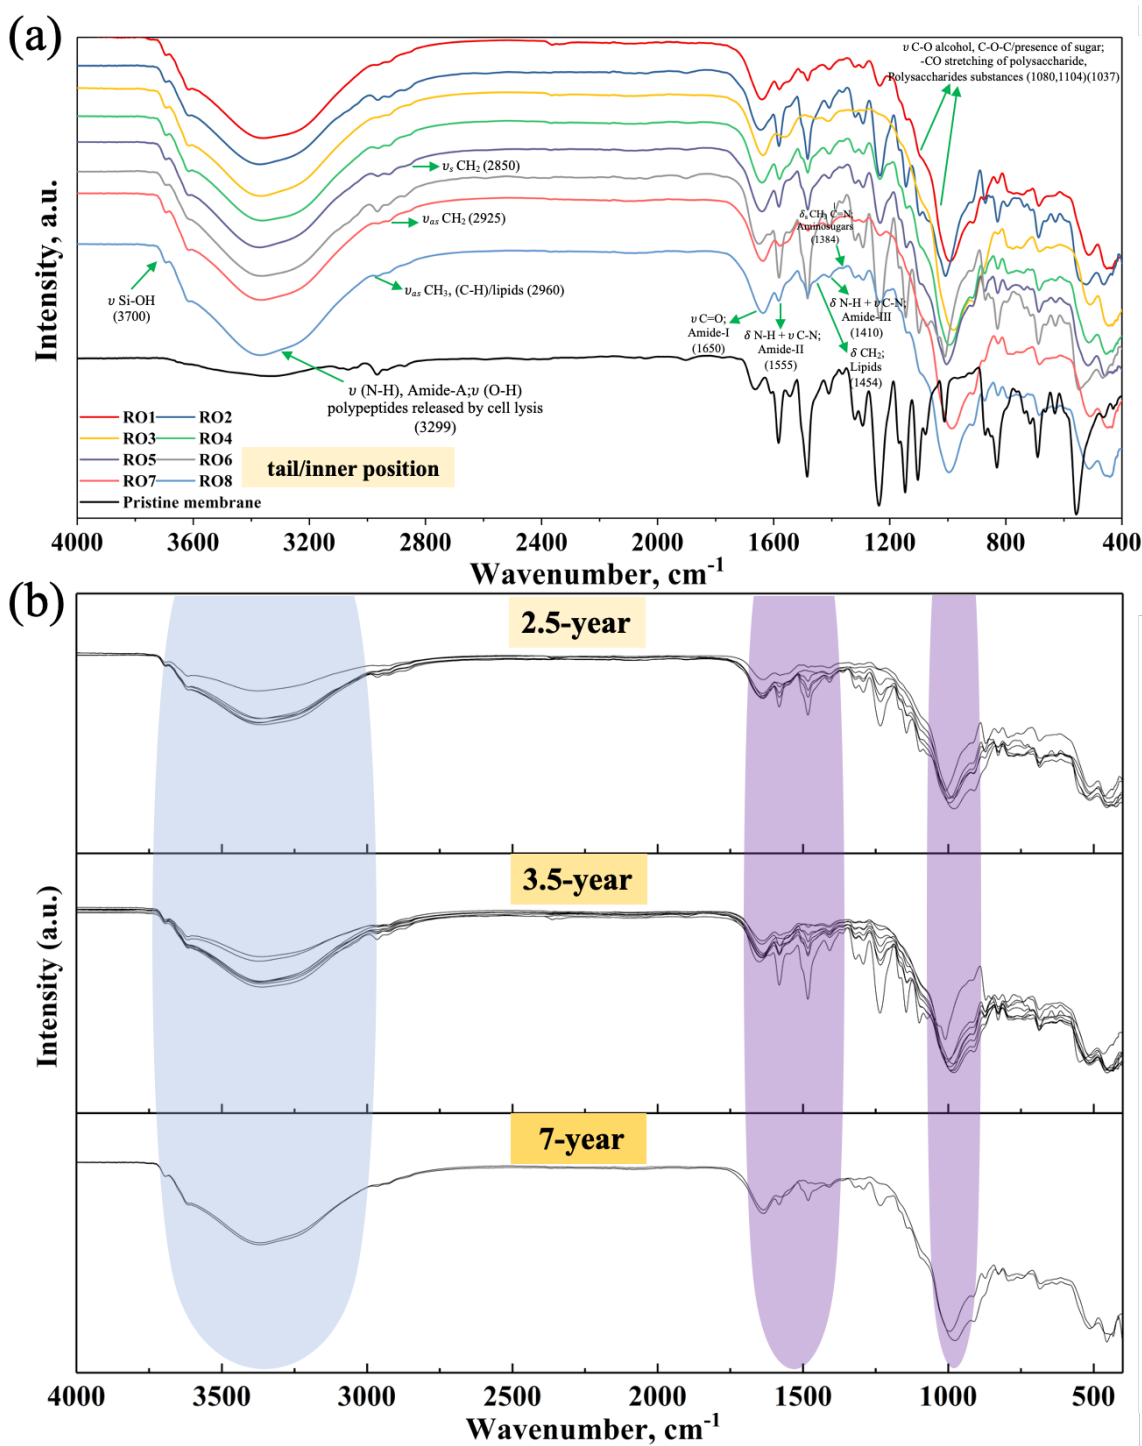 (a)
Intensity, a.u.
υ C-O alcohol, C-O-C/presence of sugar;
-CO stretching of polysaccharide,
Polysaccharides substances (1080,1104)(1037)
υs CH2 (2850)
υas CH2 (2925)
υas CH3, (C-H)/lipids (2960)
υ Si-OH
(3700)
υ (N-H), Amide-A;υ (O-H)
polypeptides released by cell lysis
(3299)
υ C=O;
Amide-I
(1650)
δ N-H + υ C-N;
Amide-II
(1555)
δs CH3 C=N;
Aminosugars
(1384)
δ N-H + υ C-N;
Amide-III
(1410)
δ CH2;
Lipids
(1454)
RO1 RO2
RO3 RO4
RO5 RO6
RO7 RO8
Pristine membrane
tail/inner position
4000 3600 3200 2800 2400 2000 1600 1200 800 400
Wavenumber, cm-1
(b)
Intensity (a.u.)
2.5-year
3.5-year
7-year
4000 3500 3000 2500 2000 1500 1000 500
Wavenumber, cm-1